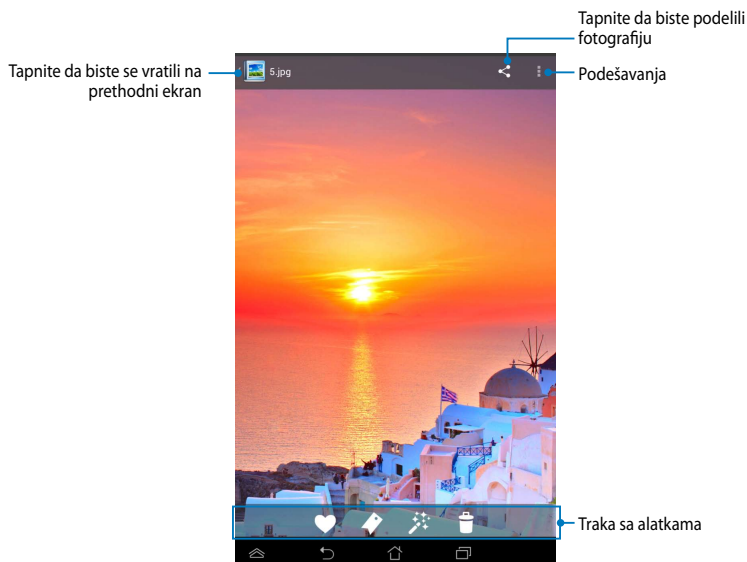 Tapnite da biste podelili
fotografiju
Tapnite da biste se vratili na
prethodni ekran
5.jpg
Podešavanja
Traka sa alatkama